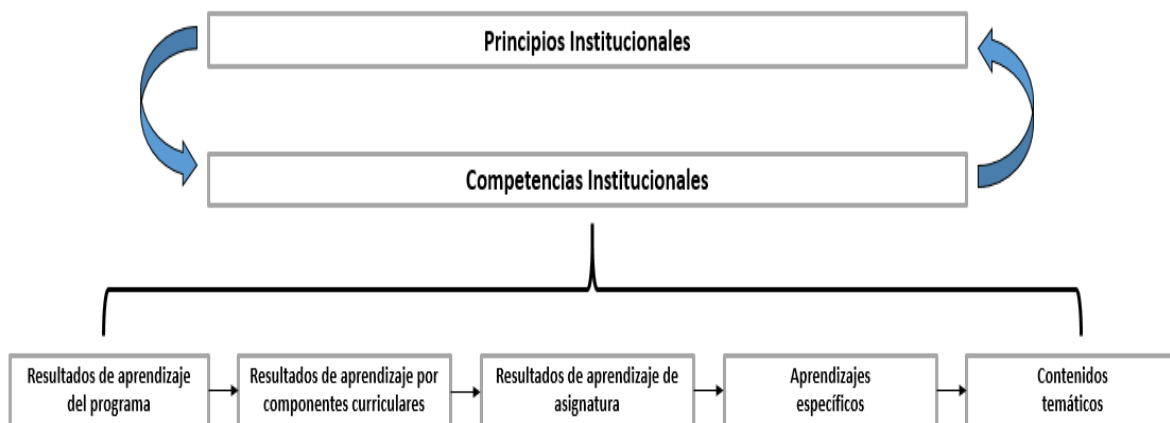 Principios Institucionales
Competencias Institucionales
Resultados de aprendizaje
del programa
Resultados de aprendizaje por
componentes curriculares
Resultados de aprendizaje de
asignatura
Aprendizajes
específicos
Contenidos
temáticos